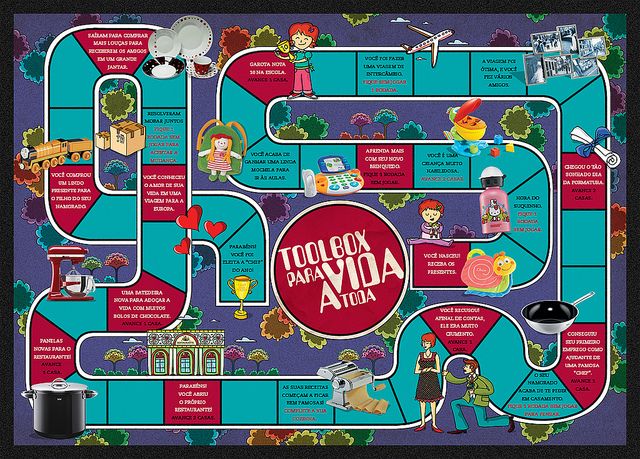 SAÍRAM PARA COMPRAR
MAIS LOUÇAS PARA
RECEBEREM OS AMIGOS
EM UM GRANDE
JANTAR.
GAROTA NOTA
10 NA ESCOLA.
AVANCE 1 CASA.
VOCÊ FOI FAZER
UMA VIAGEM DE
INTERCÂMBIO.
FIQUE SEM JOGAR
1 RODADA.
A VIAGEM FOI
ÓTIMA, E VOCÊ
FEZ VÁRIOS
AMIGOS.
RESOLVERAM
MORAR JUNTOS
FIQUE 1
RODADA SEM
JOGAR PARA
ACERTAR A
MUDANÇA.
VOCÊ COMPROU
UM LINDO
PRESENTE PARA
O FILHO DO SEU
NAMORADO.
VOCÊ CONHECEU
O AMOR DE SUA
VIDA EM UMA
VIAGEM PARA A
EUROPA.
VOCÊ ACABA DE
GANHAR UMA LINDA
MOCHILA PARA
IR ÀS AULAS.
APRENDA MAIS
COM SEU NOVO
BRINQUEDO.
FIQUE 1 RODADA
SEM JOGAR.
VOCÊ É UMA
CRIANÇA MUITO
HABILIDOSA.
AVANCE 2 CASAS.
CHEGOU O TÃO
SONHADO DIA
DA FORMATURA.
AVANCE 7
CASAS.
HORA DO
SUQUINHO.
FIQUE 1
RODADA
SEM JOGAR.
PARABÉNS!
VOCÊ FOI
ELEITA A "CHEF"
DO ANO!
TOOLBOX
PARA VIDA
A TODA
VOCÊ NASCEU!
RECEBA OS
PRESENTES.
UMA BATEDEIRA
NOVA PARA ADOÇAR A
VIDA COM MUITOS
BOLOS DE CHOCOLATE.
AVANCE 1 CASA.
PANELAS
NOVAS PARA O
RESTAURANTE!
AVANCE
1 CASA.
VOCÊ RECUSOU
AFINAL DE CONTAS,
ELE ERA MUITO
CIUMENTO.
AVANCE 1
CASA.
CONSEGUIU
SEU PRIMEIRO
EMPREGO COMO
AJUDANTE DE
UMA FAMOSA
"CHEF".
AVANCE 1
CASA.
PARABÉNS!
VOCÊ ABRIU
O PRÓPRIO
RESTAURANTE!
AVANCE 2 CASAS.
AS SUAS RECEITAS
COMEÇAM A FICAR
BEM FAMOSAS!
COMPLETE A SUA
COZINHA.
O SEU
NAMORADO
ACABA DE TE PEDIR
EM CASAMENTO.
FIQUE 1 RODADA SEM JOGAR
PARA PENSAR.